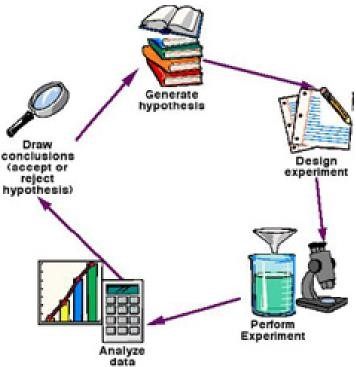 Generate
hypothesis
Design
experiment
Perform
Experiment
Analyze
data
Draw
conclusions
(accept or
reject
hypothesis)